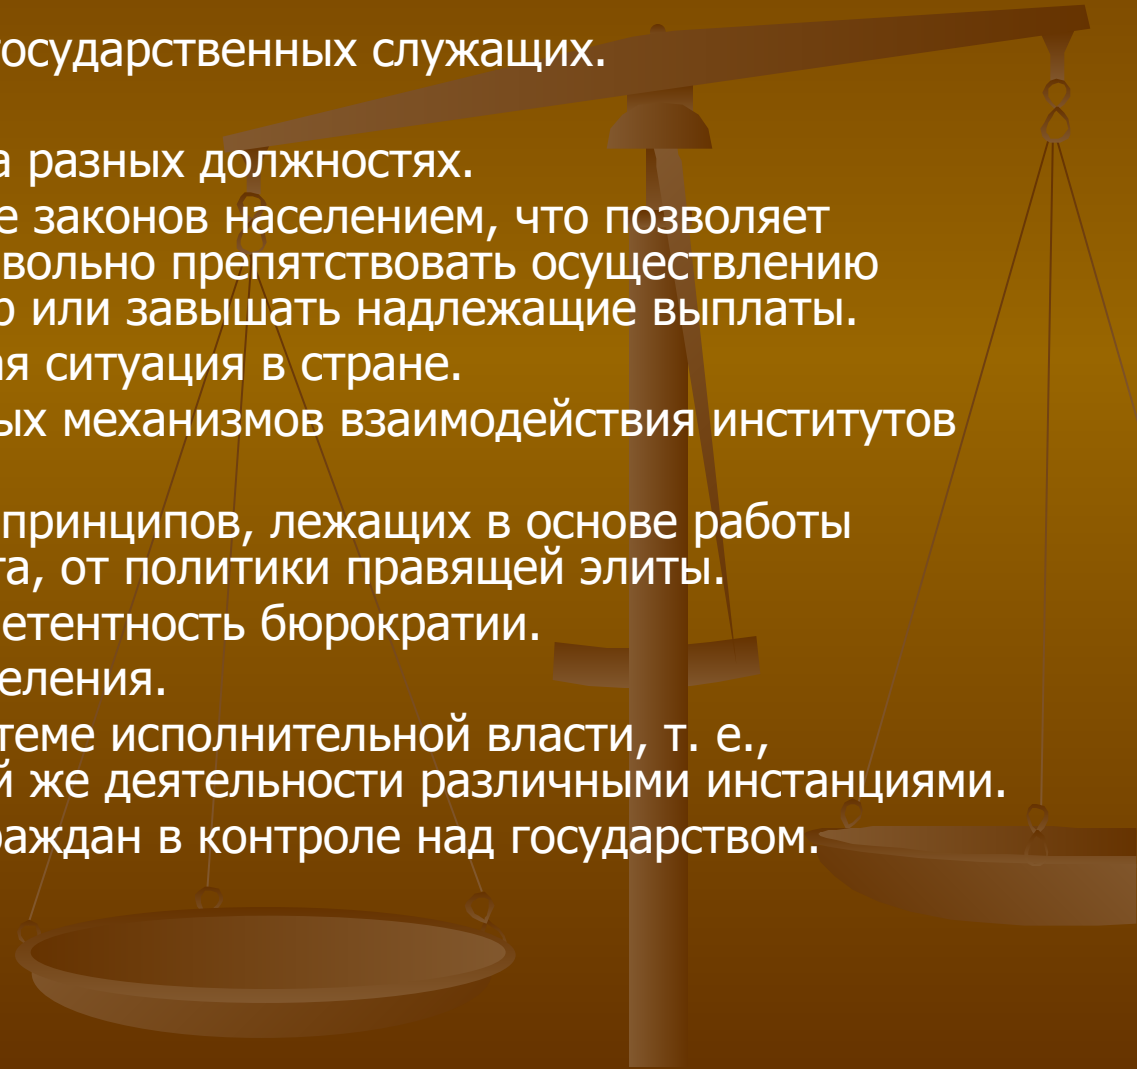 государственных служащих.
а разных должностях.
е законов населением, что позволяет
вольно препятствовать осуществлению
р или завышать надлежащие выплаты.
ая ситуация в стране.
ых механизмов взаимодействия институтов
принципов, лежащих в основе работы
та, от политики правящей элиты.
етентность бюрократии.
еления.
теме исполнительной власти, т. е.,
й же деятельности различными инстанциями.
раждан в контроле над государством.